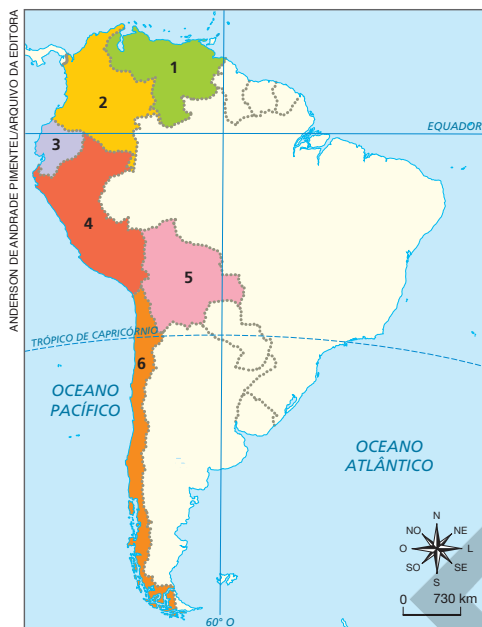 ANDERSON DE ANDRADE PIMENTEL/ARQUIVO DA EDITORA
1
2
EQUADOR
3
4
5
TRÓPICO DE CAPRICÓRNIO
6
OCEANO
PACÍFICO
OCEANO
ATLÂNTICO
N
NO NE
O L
SO SE
S
0 730 km
60° O